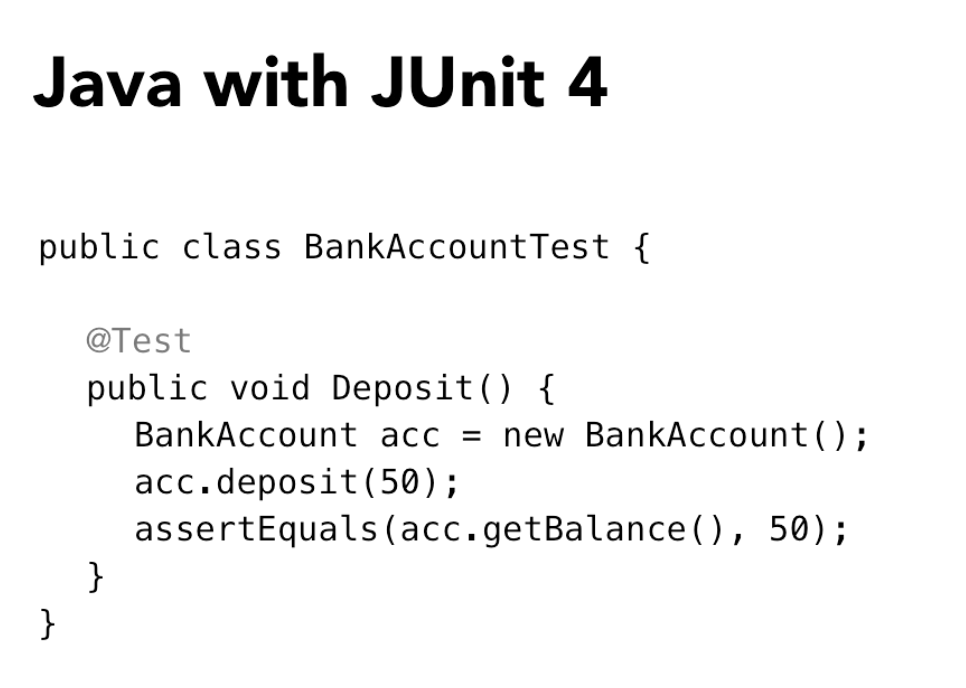 Java with JUnit 4
public class BankAccountTest {
@Test
public void Deposit() {
BankAccount acc = new BankAccount();
acc.deposit(50);
assertEquals(acc.getBalance(), 50);
}
}